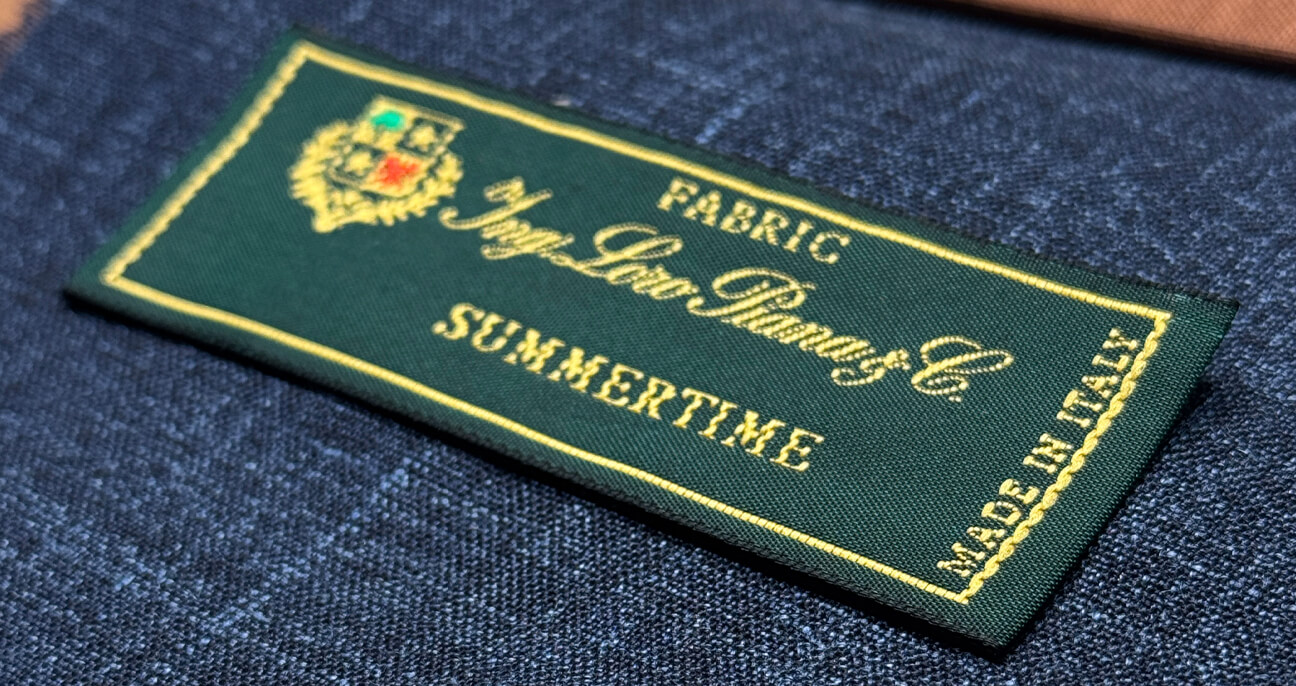 FABRIC
Ing. Loro Piana & C.
SUMMERTIME
MADE IN ITALY